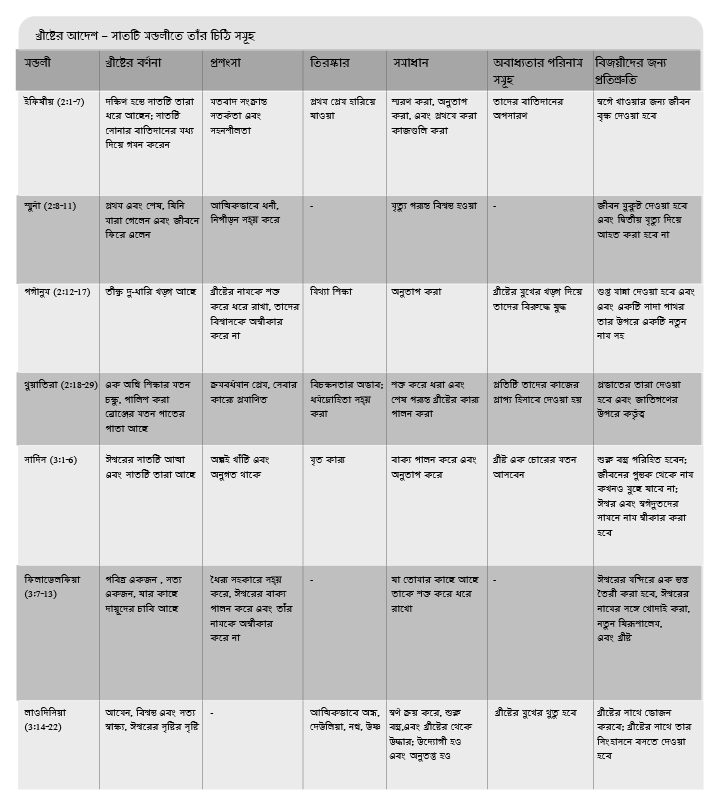 খ্রীষ্টের আদেশ – সাতটি মন্ডলীতে তাঁর চিঠি সমূহ
মন্ডলী
খ্রীষ্টের বর্ণনা
প্রশংসা
তিরস্কার
সমাধান
অবাধ্যতার পরিনাম
সমূহ
বিজয়ীদের জন্য
প্রতিশ্রুতি
ইফিষীয় (2:1-7)
দক্ষিণ হস্তে সাতটি তারা
ধরে আছেন; সাতটি
সোনার বাতিদানের মধ্য
দিয়ে গমন করেন
মতবাদ সংক্রান্ত
সতর্কতা এবং
সহনশীলতা
প্রথম প্রেম হারিয়ে
যাওয়া
স্মরণ করা, অনুতাপ
করা, এবং প্রথমে করা
কাজগুলি করা
তাদের বাতিদানের
অপসারণ
স্বর্গে খাওয়ার জন্য জীবন
বৃক্ষ দেওয়া হবে
স্মুর্না (2:8-11)
প্রথম এবং শেষ, যিনি
মারা গেলেন এবং জীবনে
ফিরে এলেন
আত্মিকভাবে ধনী,
নিপীড়ন সহ্য করে
-
মৃত্যু পর্যন্ত বিশ্বস্ত হওয়া
-
জীবন মুকুট দেওয়া হবে
এবং দ্বিতীয় মৃত্যু দিয়ে
আহত করা হবে না
পর্গাম্ন (2:12-17)
তীক্ষ্ণ দু-ধারি খড়্গ আছে
খ্রীষ্টের নামকে শক্ত
করে ধরে রাখা, তাদের
বিশ্বাসকে অস্বীকার
করে না
মিথ্যা শিক্ষা
অনুতাপ করা
খ্রীষ্টের মুখের খড়্গ দিয়ে
তাদের বিরুদ্ধে যুদ্ধ
গুপ্ত মান্না দেওয়া হবে এবং
এবং একটি সাদা পাথর
তার উপরে একটি নতুন
নাম সহ
থুয়াতিরা (2:18-29)
এক অগ্নি শিক্ষার মতন
চক্ষু, পালিশ করা
ব্রোঞ্জের মতন পাতের
পাতা আছে
ক্রমবর্ধমান প্রেম, সেবার
কার্যে প্রমাণিত
বিচক্ষনতার অভাব;
ধর্মদ্রোহিতা সহ্য
করা
শক্ত করে ধরা এবং
শেষ পর্যন্ত খ্রীষ্টের কার্য
পালন করা
প্রতিটি তাদের কাজের
প্রাপ্য হিসাবে দেওয়া হয়
প্রভাতের তারা দেওয়া
হবে এবং জাতিগণের
উপরে কর্তৃত্ব
সার্দিস (3:1-6)
ঈশ্বরের সাতটি আত্মা
এবং সাতটি তারা আছে
অল্পই খাঁটি এবং
অনুগত থাকে
মৃত কার্য
বাক্য পালন করে এবং
অনুতাপ করে
খ্রীষ্ট এক চোরের মতন
আসবেন
শুক্ল বস্ত্র পরিহিত হবেন;
জীবনের পুস্তক থেকে নাম
কখনও মুছে যাবে না;
ঈশ্বর এবং স্বর্গদুতদের
সামনে নাম স্বীকার করা
হবে
ফিলাডেলফিয়া
(3:7-13)
পবিত্র একজন , সত্য
একজন, যার কাছে
দায়ূদের চাবি আছে
ধৈর্য সহকারে সহ্য
করে, ঈশ্বরের বাক্য
পালন করে এবং তাঁর
নামকে অস্বীকার
করে না
-
যা তোমার কাছে আছে
তাকে শক্ত করে ধরে
রাখো
-
ঈশ্বরের মন্দিরে এক স্তম্ভ
তৈরী করা হবে, ঈশ্বরের
নামের সঙ্গে খোদাই করা,
নতুন যিরূশালেম,
এবং খ্রীষ্ট
লাওদিসিয়া
(3:14-22)
আমেন, বিশ্বস্ত এবং সত্য
স্বাক্ষ্য, ঈশ্বরের সৃষ্টির সৃষ্টি
-
আত্মিকভাবে অন্ধ,
দেউলিয়া, নগ্ন, উষ্ণ
স্বর্ণ ক্রয় করে, শুক্ল
বস্ত্র,এবং খ্রীষ্টের থেকে
উদ্ধার; উদ্যোগী হও
এবং অনুতপ্ত হও
খ্রীষ্টের মুখের থুতু হবে
খ্রীষ্টের সাথে ভোজন
করবে; খ্রীষ্টের সাথে তার
সিংহাসনে বসতে দেওয়া
হবে